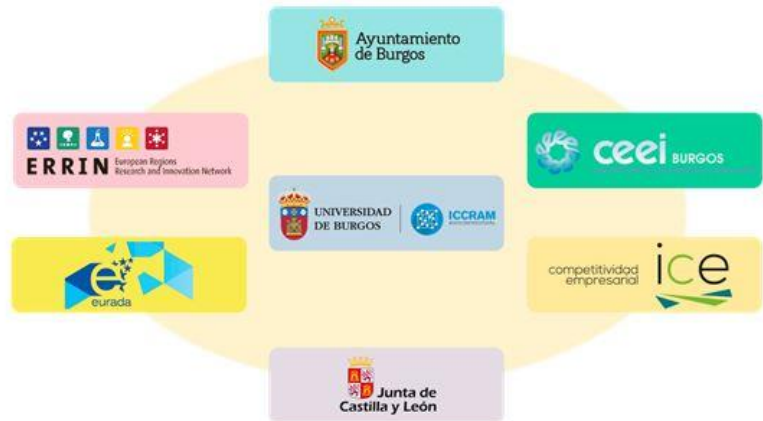 Ayuntamiento
de Burgos
ERRIN European Regions
Research and Innovation Network
ceei BURGOS
UNIVERSIDAD
DE BURGOS
ICCRAM
eurada
competitividad
empresarial
ice
Junta de
Castilla y León